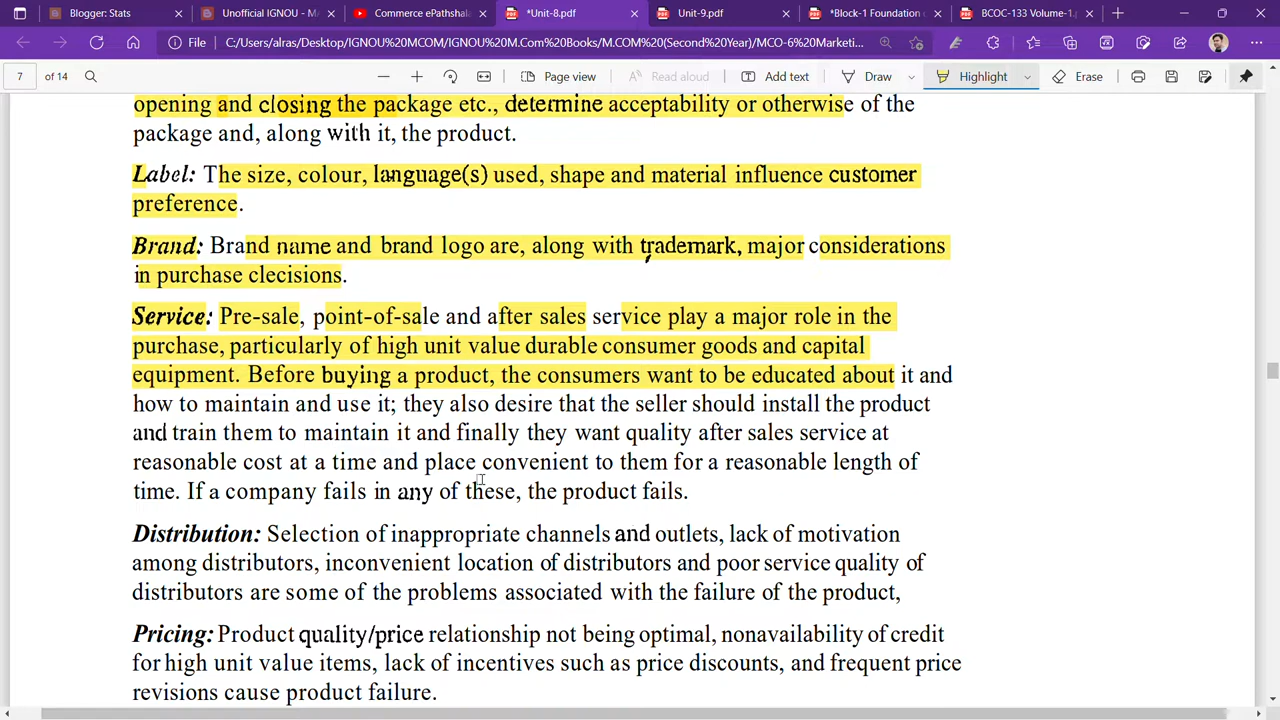 Blogger: Stats
Unofficial IGNOU - MA
Commerce ePathshala
*Unit-8.pdf
Unit-9.pdf
*Block-1 Foundation
BCOC-133 Volume-1.p
File
C:/Users/alras/Desktop/IGNOU%20MCOM/IGNOU%20M.Com%20Books/M.COM%20(Second%20Year)/MCO-6%20Marketi...
7 of 14
Page view
Read aloud
Add text
Draw
Highlight
Erase
opening and closing the package etc., determine acceptability or otherwise of the
package and, along with it, the product.
Label: The size, colour, language(s) used, shape and material influence customer
preference.
Brand: Brand name and brand logo are, along with trademark, major considerations
in purchase clecisions.
Service: Pre-sale, point-of-sale and after sales service play a major role in the
purchase, particularly of high unit value durable consumer goods and capital
equipment. Before buying a product, the consumers want to be educated about it and
how to maintain and use it; they also desire that the seller should install the product
and train them to maintain it and finally they want quality after sales service at
reasonable cost at a time and place convenient to them for a reasonable length of
time. If a company fails in any of these, the product fails.
Distribution: Selection of inappropriate channels and outlets, lack of motivation
among distributors, inconvenient location of distributors and poor service quality of
distributors are some of the problems associated with the failure of the product,
Pricing: Product quality/price relationship not being optimal, nonavailability of credit
for high unit value items, lack of incentives such as price discounts, and frequent price
revisions cause product failure.